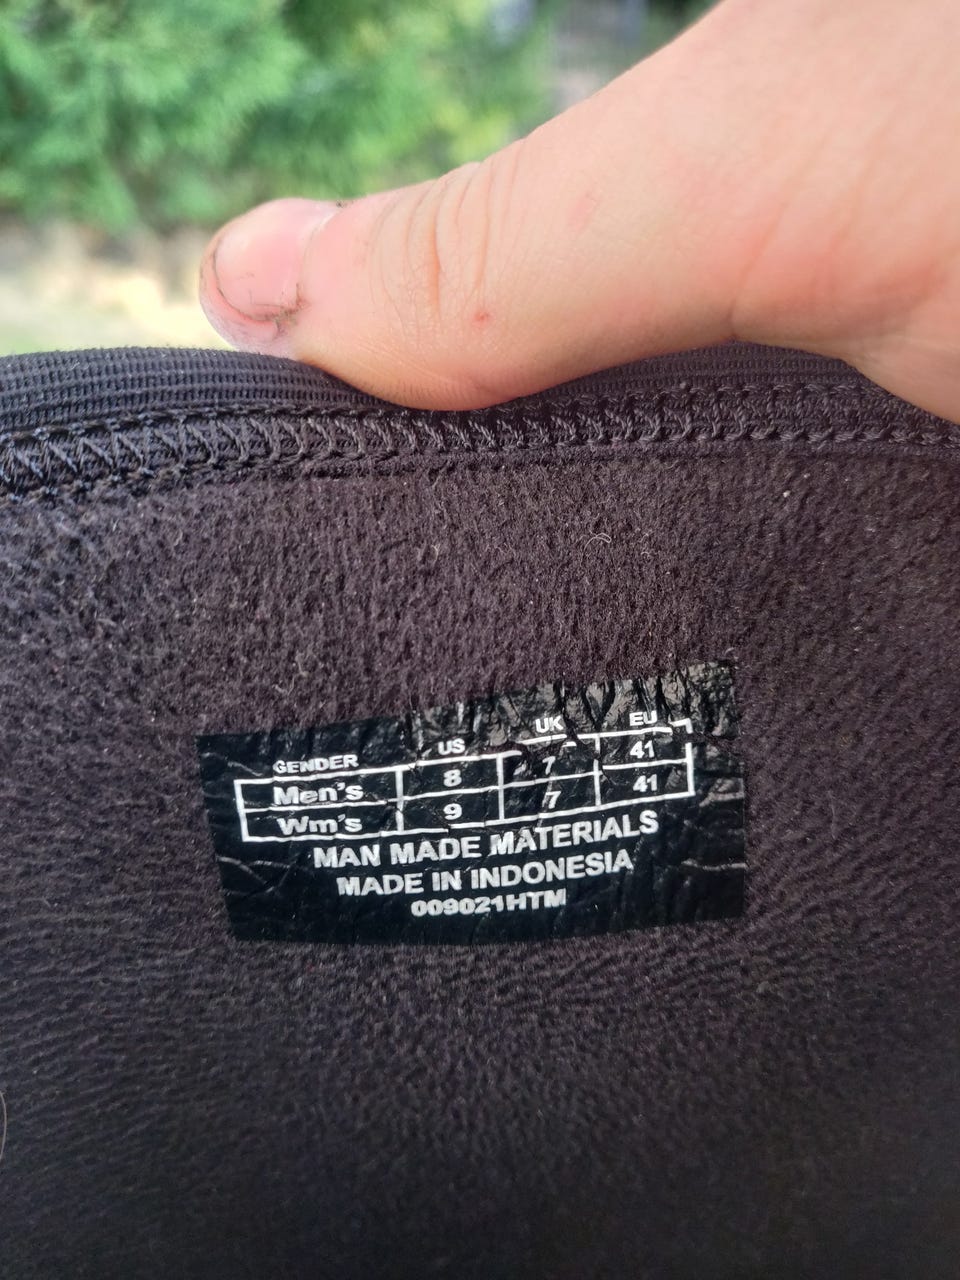 GENDER US UK EU
Men's 8 7 41
Wm's 9 7 41
MAN MADE MATERIALS
MADE IN INDONESIA
009021HTM